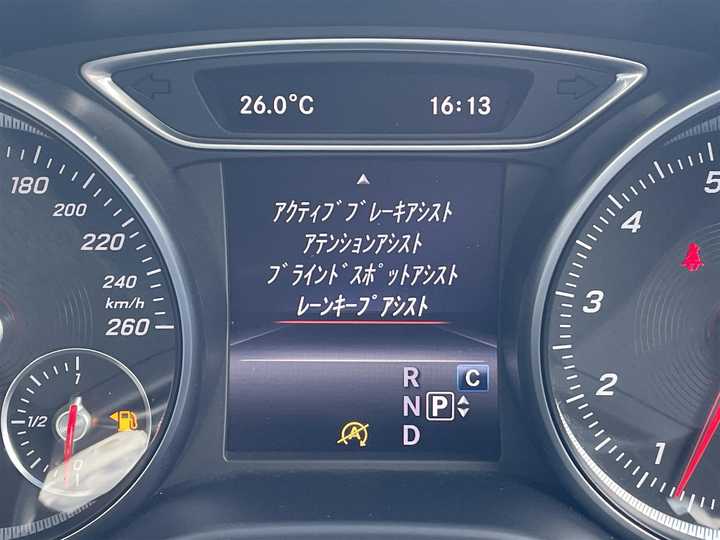 26.0°C
16:13
アクティブブレーキアシスト
アテンションアシスト
ブラインドスポットアシスト
レーンキープアシスト
R
C
N
P
D
A
180
200
220
240
km/h
260
1
1/2
0
5
4
3
2
1